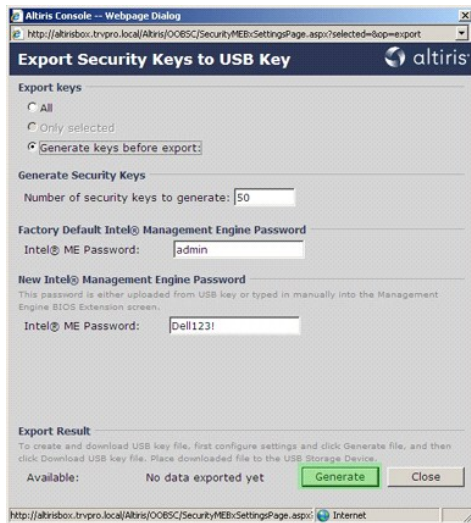 Altiris Console -- Webpage Dialog
http://altirisbox.trvpro.local/Altiris/OOBSC/SecurityMEBxSettingsPage.aspx?selected=&op=export
Export Security Keys to USB Key
altiris
Export keys
All
Only selected
Generate keys before export:
Generate Security Keys
Number of security keys to generate: 50
Factory Default Intel® Management Engine Password
Intel® ME Password: admin
New Intel® Management Engine Password
This password is either uploaded from USB key or typed in manually into the Management
Engine BIOS Extension screen.
Intel® ME Password: Dell123!
Export Result
To create and download USB key file, first configure settings and click Generate file, and then
click Download USB key file. Place downloaded file to the USB Storage Device.
Available: No data exported yet Generate Close
http://altirisbox.trvpro.local/Altiris/OOBSC/SecurityMEBxSettingsPage.aspx? Internet